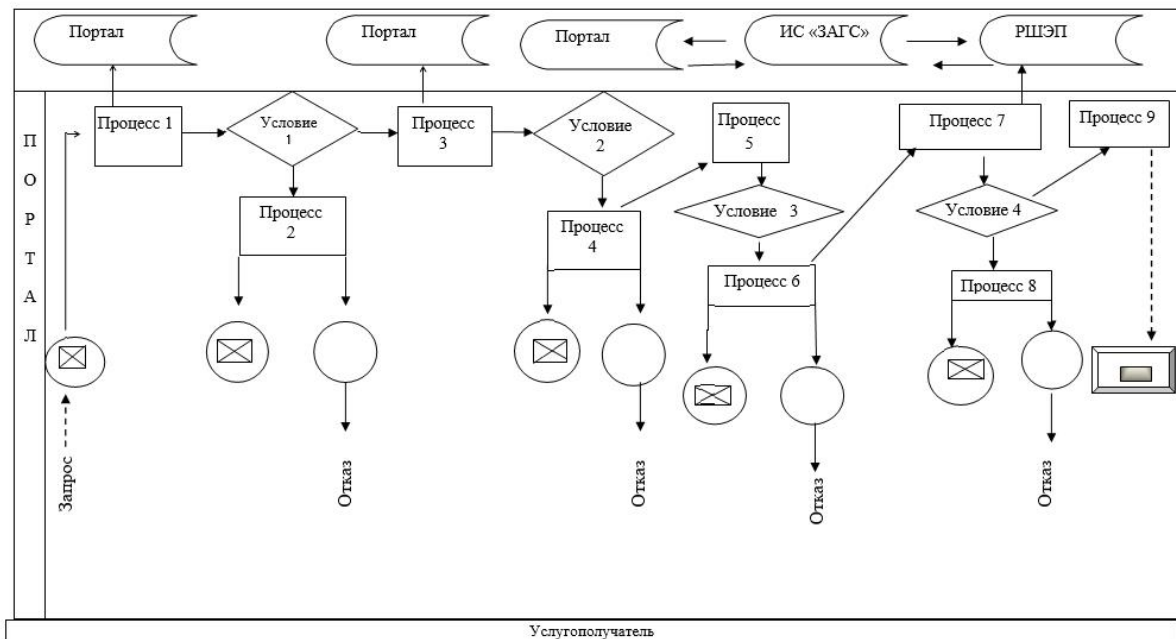 Портал
Портал
Портал
ИС «ЗАГС»
РШЭП
П
О
Р
Т
А
Л
Процесс 1
Условие
1
Процесс
3
Условие
2
Процесс
5
Процесс 7
Процесс 9
Процесс
2
Процесс
4
Условие 3
Условие 4
Процесс 6
Процесс 8
Запрос
Отказ
Отказ
Отказ
Отказ
Услугополучатель